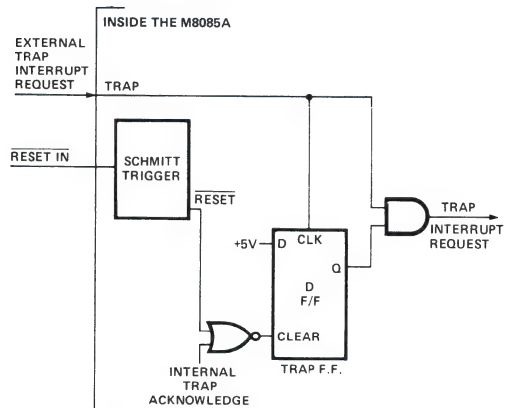 INSIDE THE M8085A
EXTERNAL
TRAP
INTERRUPT
REQUEST
TRAP
RESET IN
SCHMITT
TRIGGER
RESET
+5V
D
CLK
Q
D
F/F
CLEAR
TRAP F.F.
TRAP
INTERRUPT
REQUEST
INTERNAL
TRAP
ACKNOWLEDGE